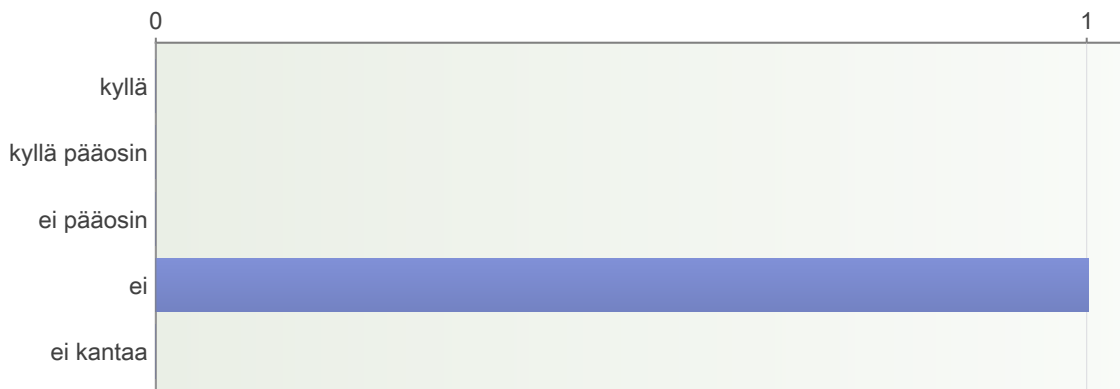 0 1
kyllä
kyllä pääosin
ei pääosin
ei
ei kantaa